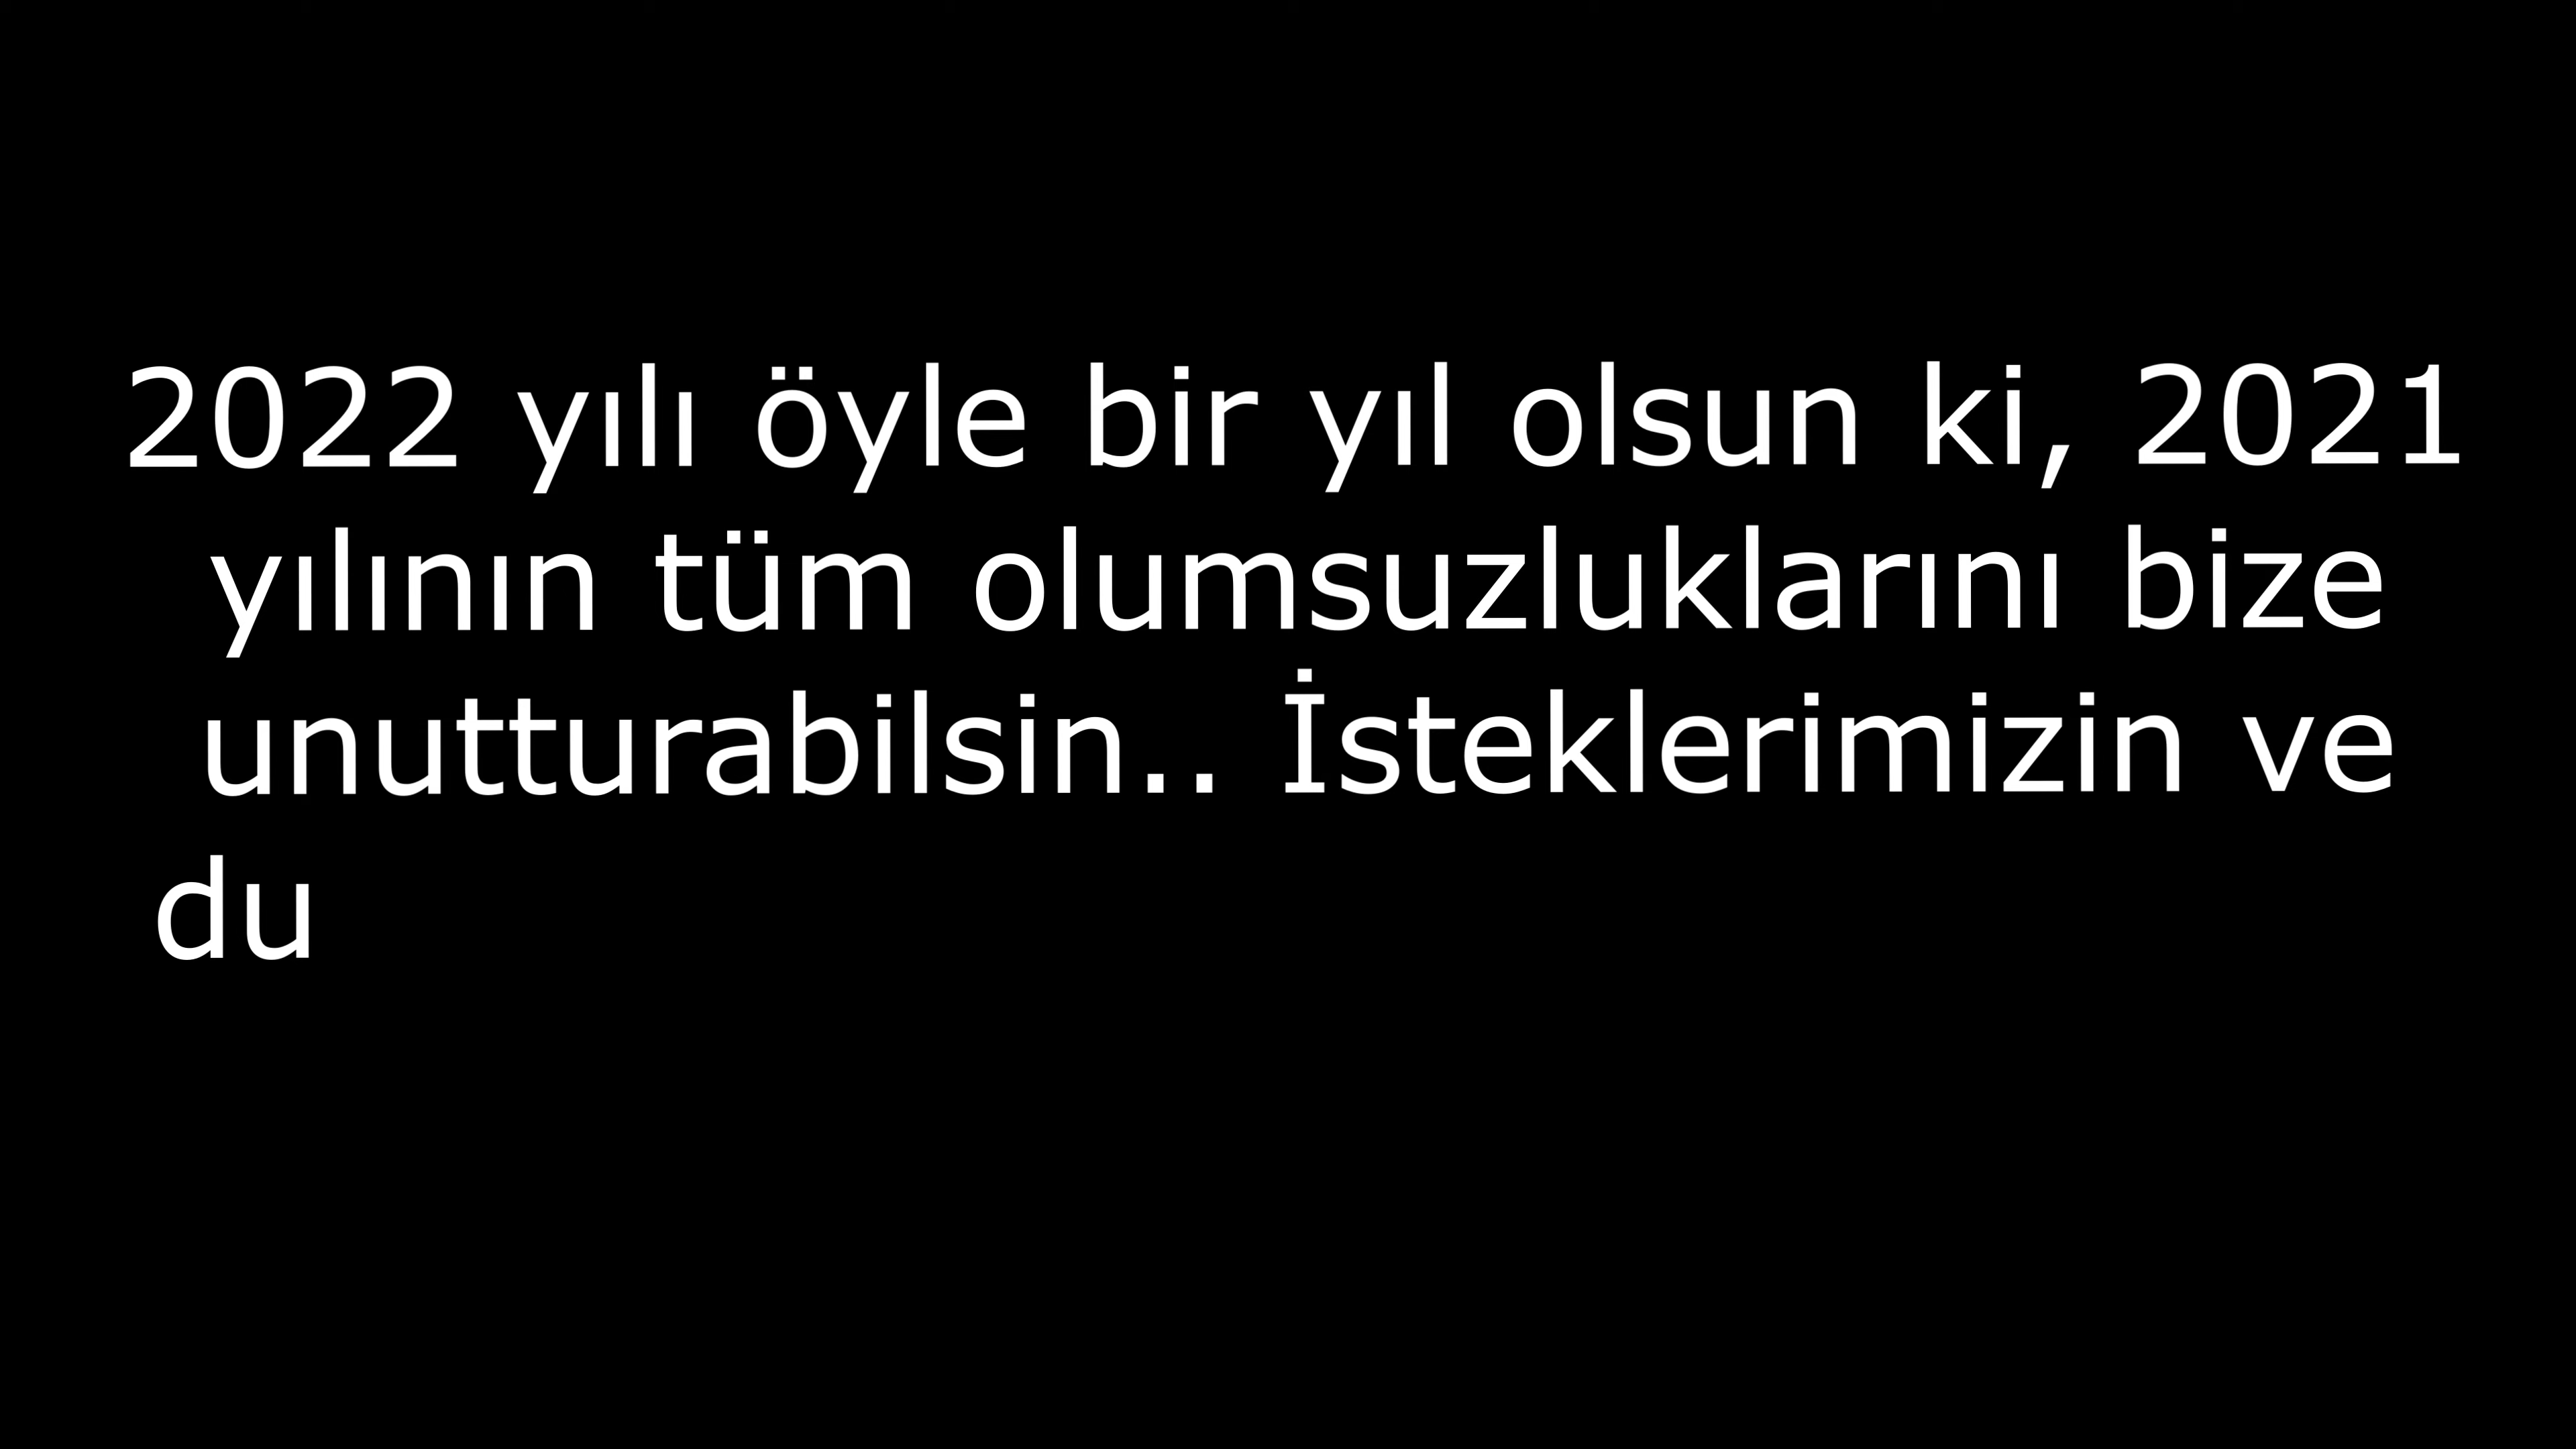 2022 yılı öyle bir yıl olsun ki, 2021
yılının tüm olumsuzluklarını bize
unutturabilsin.. İsteklerimizin ve
du